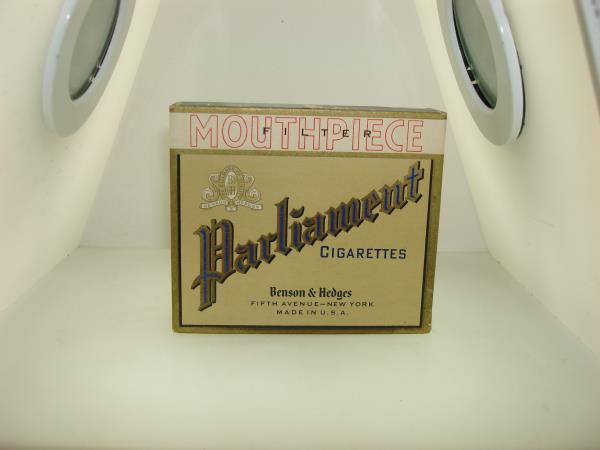 MOUTHPIECE
FILTER
Parliament
CIGARETTES
Benson & Hedges
FIFTH AVENUE—NEW YORK
MADE IN U.S.A.